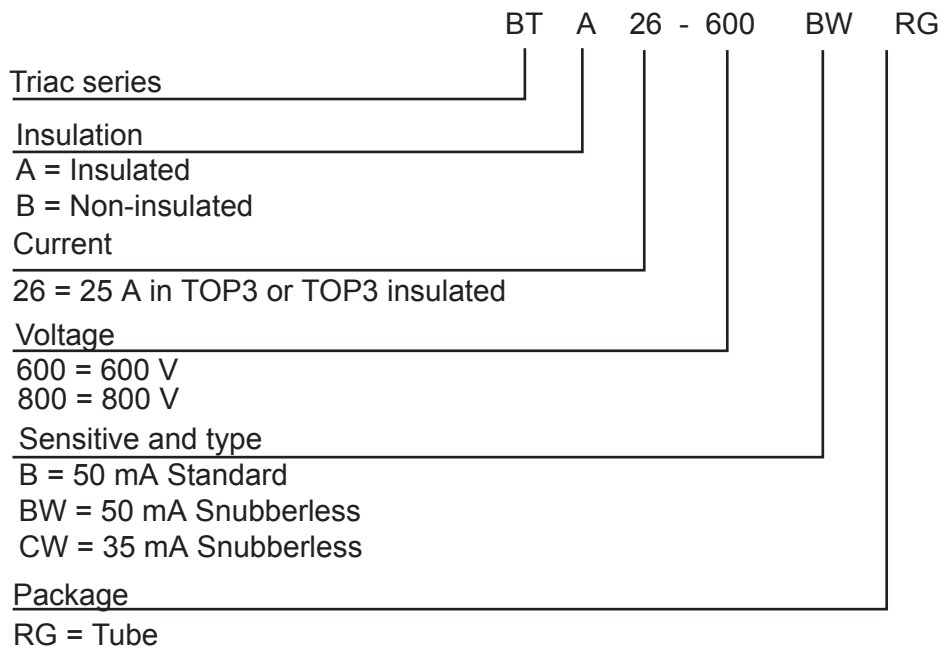 BT A 26 - 600 BW RG
Triac series
Insulation
A = Insulated
B = Non-insulated
Current
26 = 25 A in TOP3 or TOP3 insulated
Voltage
600 = 600 V
800 = 800 V
Sensitive and type
B = 50 mA Standard
BW = 50 mA Snubberless
CW = 35 mA Snubberless
Package
RG = Tube